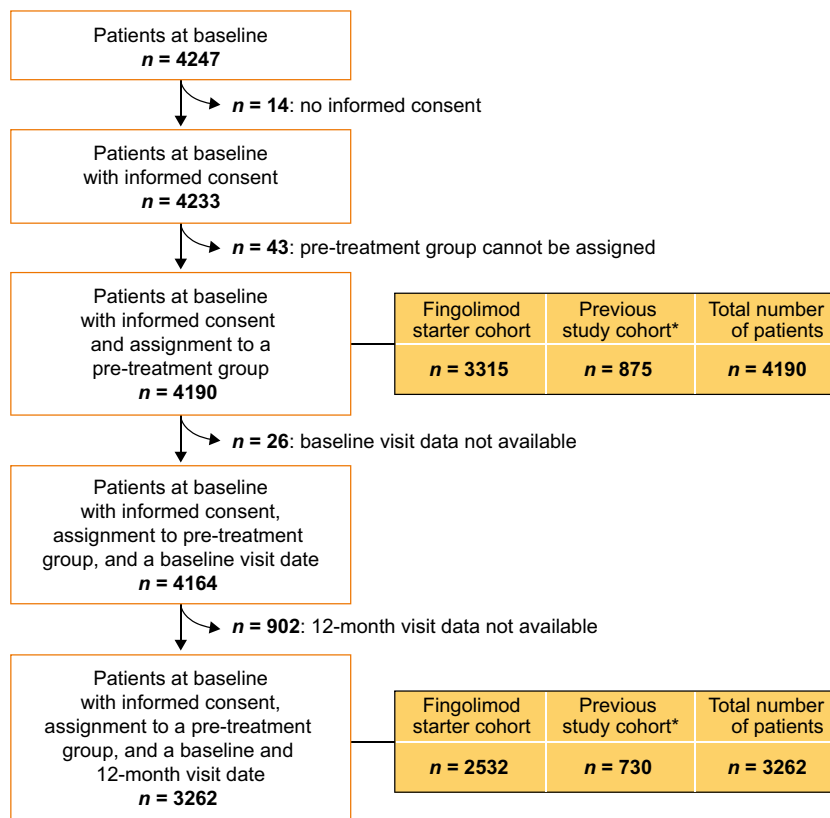 Patients at baseline
n = 4247
n = 14: no informed consent
Patients at baseline
with informed consent
n = 4233
n = 43: pre-treatment group cannot be assigned
Patients at baseline
with informed consent
and assignment to a
pre-treatment group
n = 4190
Fingolimod
starter cohort
Previous
study cohort*
Total number
of patients
n = 3315
n = 875
n = 4190
n = 26: baseline visit data not available
Patients at baseline
with informed consent,
assignment to pre-treatment
group, and a baseline visit date
n = 4164
n = 902: 12-month visit data not available
Patients at baseline
with informed consent,
assignment to a pre-treatment
group, and a baseline and
12-month visit date
n = 3262
Fingolimod
starter cohort
Previous
study cohort*
Total number
of patients
n = 2532
n = 730
n = 3262